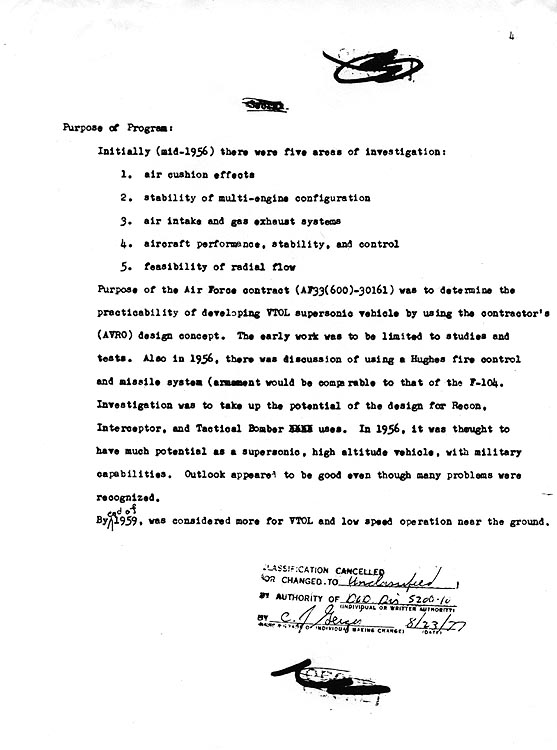 4
Purpose of Program:
Initially (mid-1956) there were five areas of investigation:
1. air cushion effects
2. stability of multi-engine configuration
3. air intake and gas exhaust systems
4. aircraft performance, stability, and control
5. feasibility of radial flow
Purpose of the Air Force contract (AF33(600)-30161) was to determine the
practicability of developing VTOL supersonic vehicle by using the contractor's
(AVRO) design concept. The early work was to be limited to studies and
tests. Also in 1956, there was discussion of using a Hughes fire control
and missile system (armament would be comparable to that of the F-104.
Investigation was to take up the potential of the design for Recon,
Interceptor, and Tactical Bomber uses. In 1956, it was thought to
have much potential as a supersonic, high altitude vehicle, with military
capabilities. Outlook appeared to be good even though many problems were
recognized.
By end of 1959, was considered more for VTOL and low speed operation near the ground.
CLASSIFICATION CANCELLED
OR CHANGED TO Unclassified
BY AUTHORITY OF DoD Dir 5200.10
(INDIVIDUAL OR WRITTEN AUTHORITY)
BY C. J. 8/23/77
OF INDIVIDUAL MAKING CHANGE) (DATE)